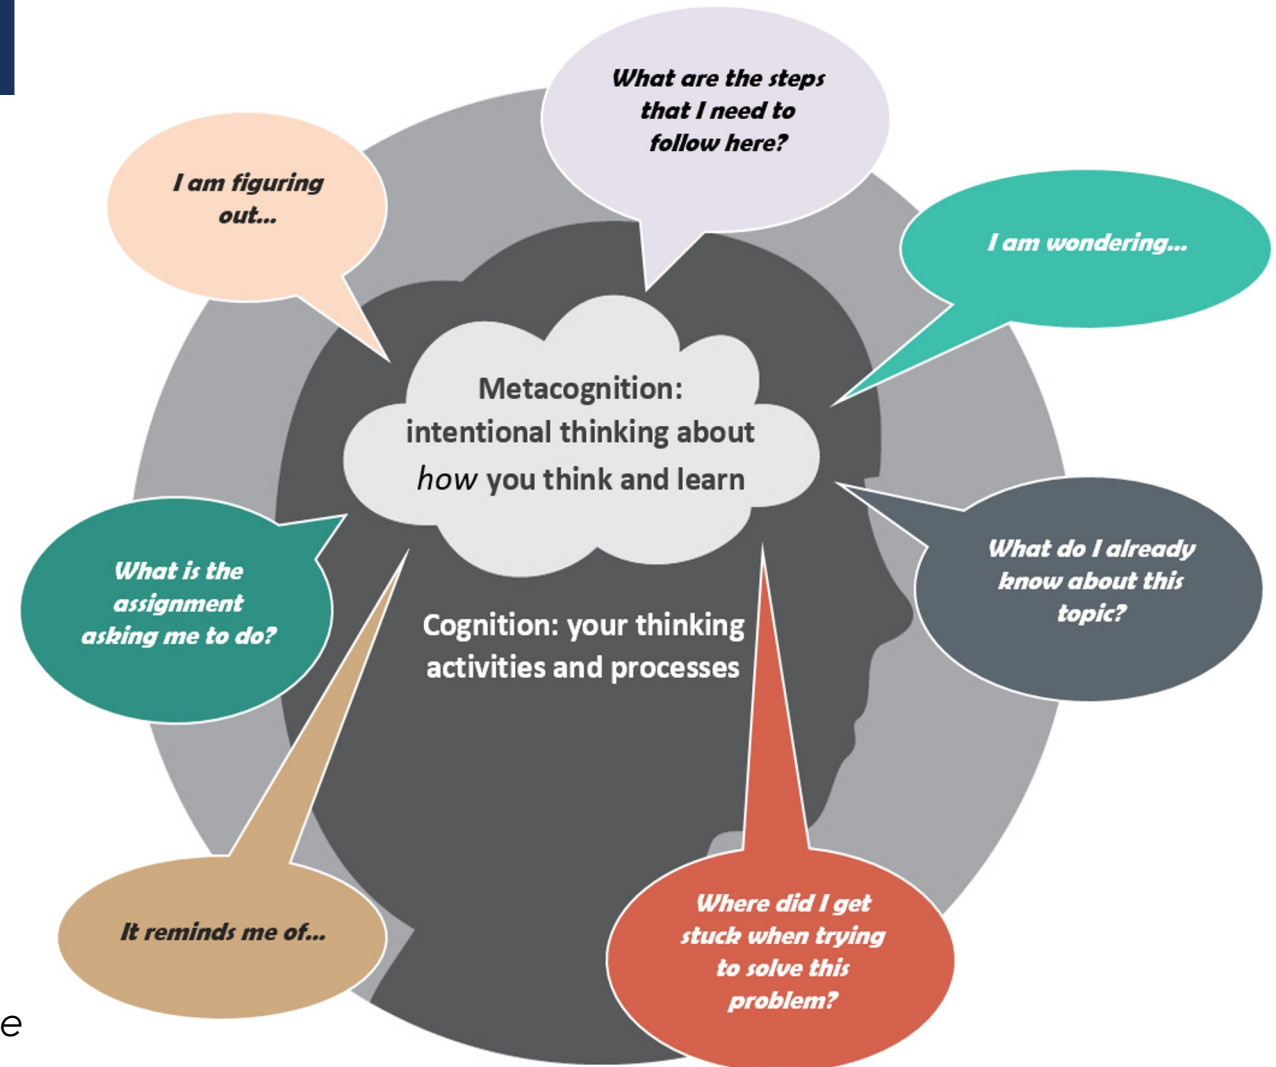 What are the steps
that I need to
follow here?
I am figuring
out...
I am wondering...
Metacognition:
intentional thinking about
how you think and learn
What is the
assignment
asking me to do?
What do I already
know about this
topic?
Cognition: your thinking
activities and processes
It reminds me of...
Where did I get
stuck when trying
to solve this
problem?
e